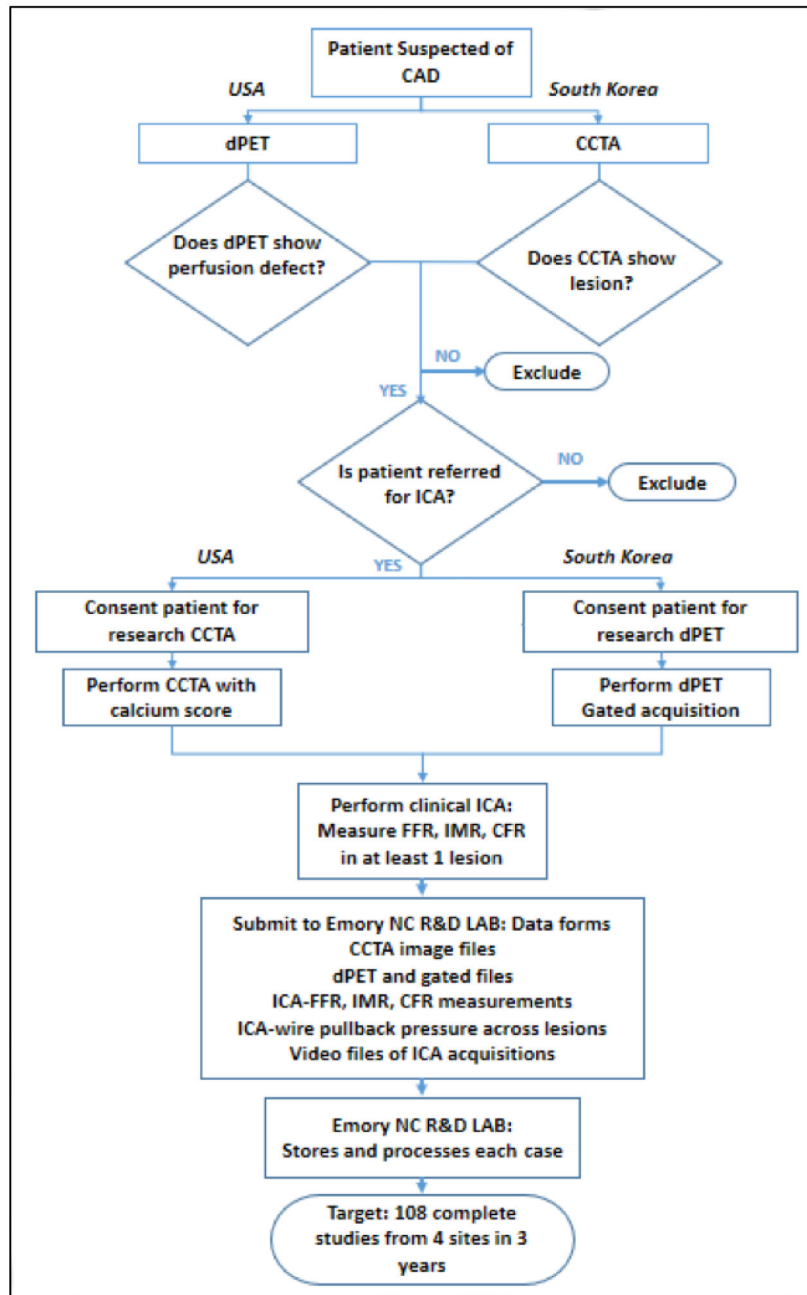 Patient Suspected of
CAD
USA
South Korea
dPET
CCTA
Does dPET show
perfusion defect?
Does CCTA show
lesion?
NO
Exclude
YES
Is patient referred
for ICA?
NO
Exclude
USA
YES
South Korea
Consent patient for
research CCTA
Consent patient for
research dPET
Perform CCTA with
calcium score
Perform dPET
Gated acquisition
Perform clinical ICA:
Measure FFR, IMR, CFR
in at least 1 lesion
Submit to Emory NC R&D LAB: Data forms
CCTA image files
dPET and gated files
ICA-FFR, IMR, CFR measurements
ICA-wire pullback pressure across lesions
Video files of ICA acquisitions
Emory NC R&D LAB:
Stores and processes each case
Target: 108 complete
studies from 4 sites in 3
years